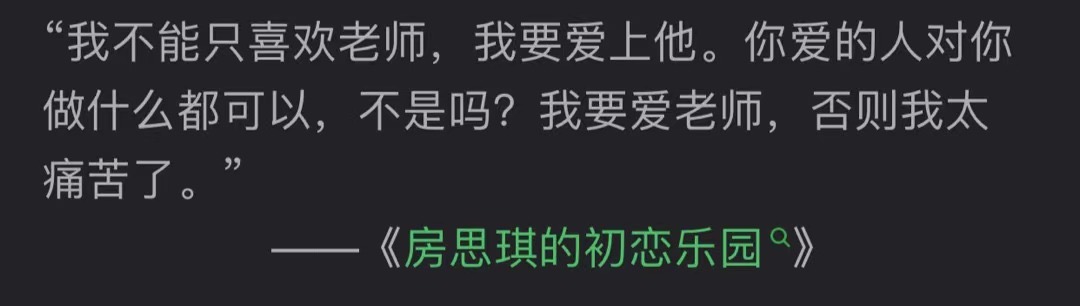 “我不能只喜欢老师，我要爱上他。你爱的人对你
做什么都可以，不是吗？我要爱老师，否则我太
痛苦了。”
——《房思琪的初恋乐园》